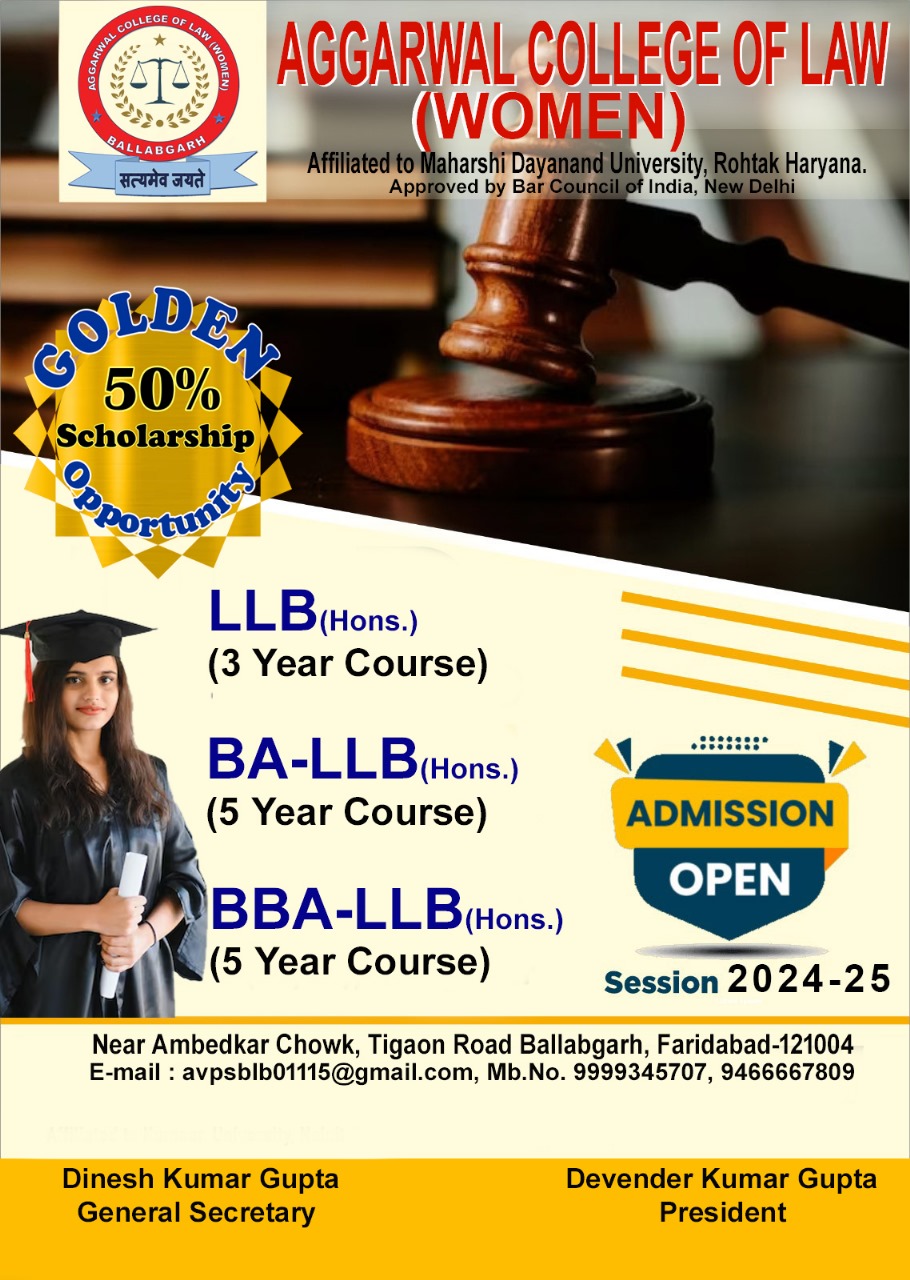 AGGARWAL COLLEGE OF LAW (WOMEN)
BALLABGARH
सत्यमेव जयते
AGGARWAL COLLEGE OF LAW
(WOMEN)
Affiliated to Maharshi Dayanand University, Rohtak Haryana.
Approved by Bar Council of India, New Delhi
GOLDEN
50%
Scholarship
Opportunity
LLB(Hons.)
(3 Year Course)
BA-LLB(Hons.)
(5 Year Course)
BBA-LLB(Hons.)
(5 Year Course)
ADMISSION
OPEN
Session 2024-25
Near Ambedkar Chowk, Tigaon Road Ballabgarh, Faridabad-121004
E-mail : avpsblb01115@gmail.com, Mb.No. 9999345707, 9466667809
Dinesh Kumar Gupta
General Secretary
Devender Kumar Gupta
President